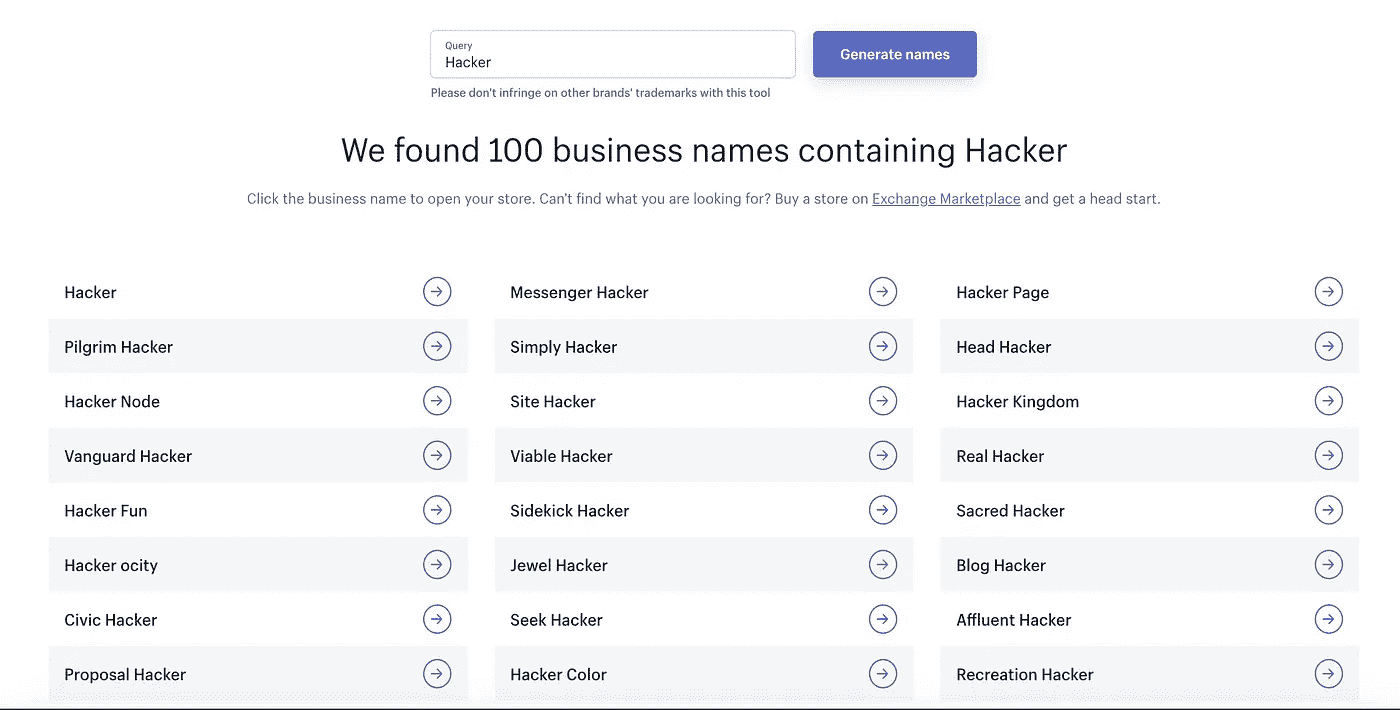 Query
Hacker
Generate names
Please don't infringe on other brands' trademarks with this tool
We found 100 business names containing Hacker
Click the business name to open your store. Can't find what you are looking for? Buy a store on Exchange Marketplace and get a head start.
Hacker
Messenger Hacker
Hacker Page
Pilgrim Hacker
Simply Hacker
Head Hacker
Hacker Node
Site Hacker
Hacker Kingdom
Vanguard Hacker
Viable Hacker
Real Hacker
Hacker Fun
Sidekick Hacker
Sacred Hacker
Hacker ocity
Jewel Hacker
Blog Hacker
Civic Hacker
Seek Hacker
Affluent Hacker
Proposal Hacker
Hacker Color
Recreation Hacker